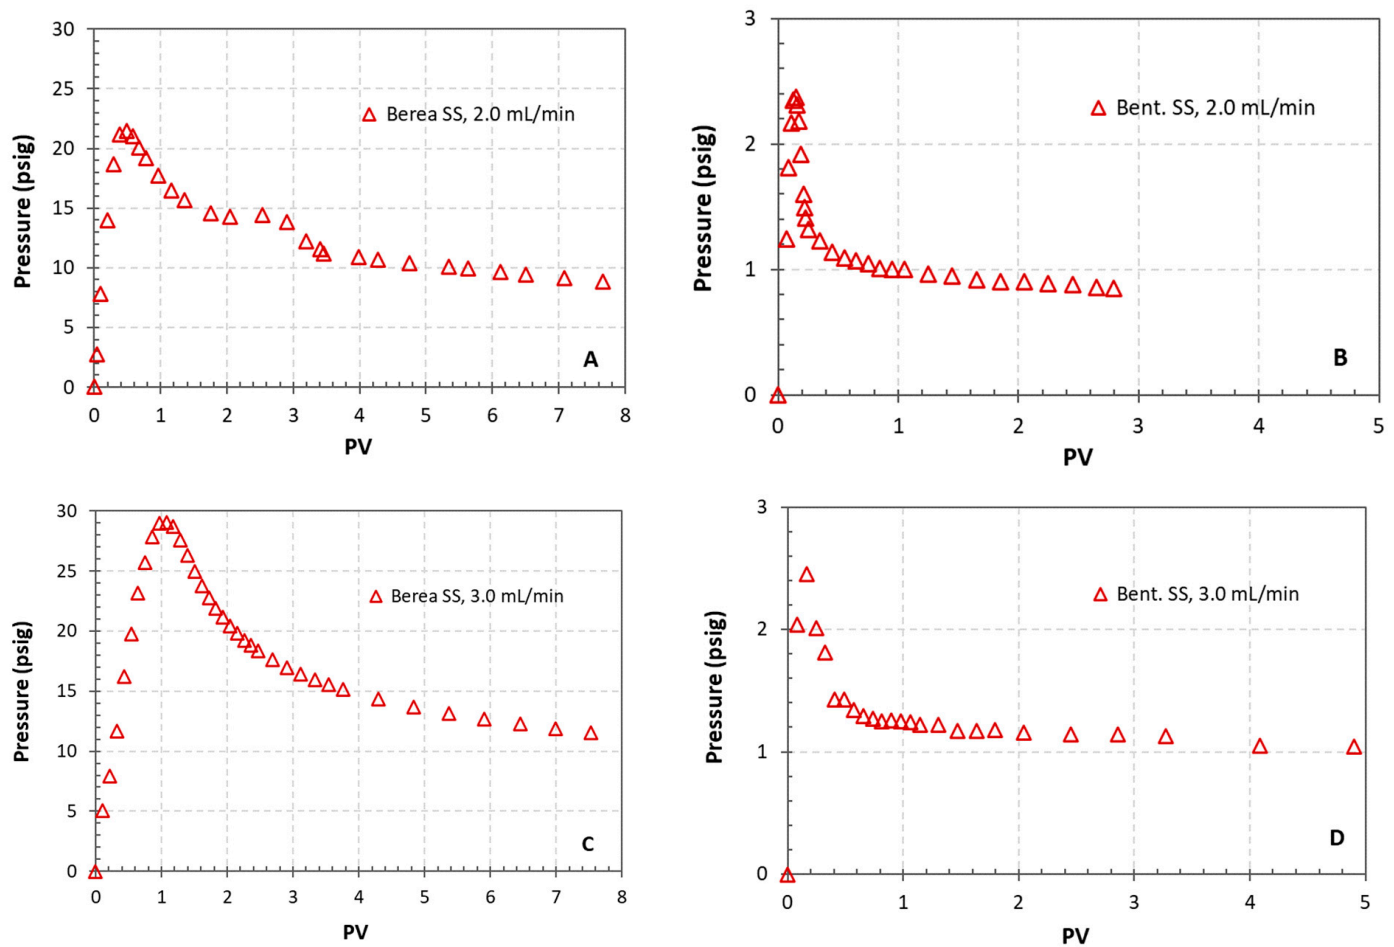 30
25
20
15
10
5
0
Pressure (psig)
Berea SS, 2.0 mL/min
A
0 1 2 3 4 5 6 7 8
PV
3
2
1
0
Pressure (psig)
Bent. SS, 2.0 mL/min
B
0 1 2 3 4 5
PV
30
25
20
15
10
5
0
Pressure (psig)
Berea SS, 3.0 mL/min
C
0 1 2 3 4 5 6 7 8
PV
3
2
1
0
Pressure (psig)
Bent. SS, 3.0 mL/min
D
0 1 2 3 4 5
PV